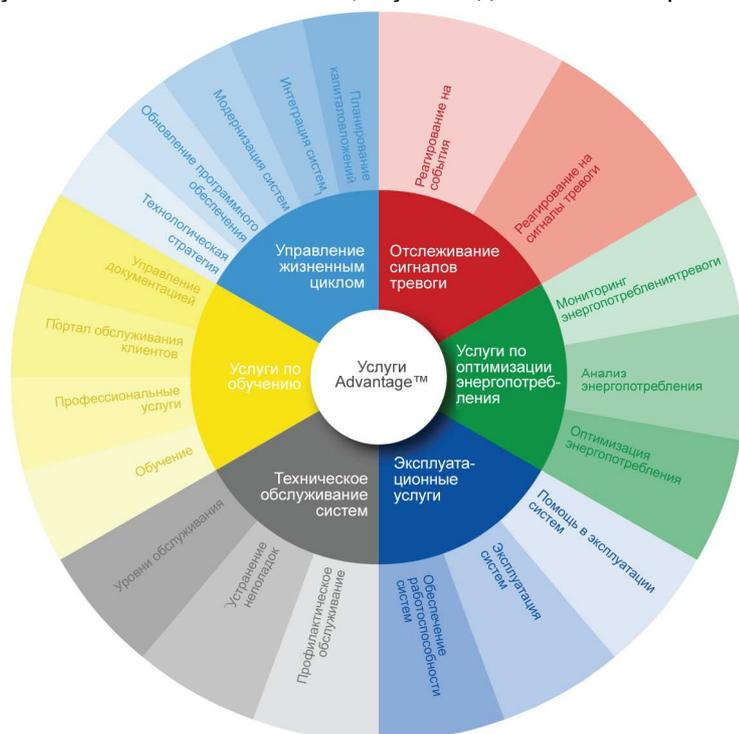 Услуги
Advantage™
Отслеживание
сигналов
тревоги
Реагирование на
события
Реагирование на
сигналы тревоги
Услуги по
оптимизации
энергопотреб-
ления
Мониторинг
энергопотреблениятревоги
Анализ
энергопотребления
Оптимизация
энергопотребления
Эксплуата-
ционные
услуги
Помощь в эксплуатации
систем
Эксплуатация
систем
Обеспечение
работоспособности
систем
Техническое
обслуживание
систем
Профилактическое
обслуживание
Устранение
неполадок
Уровни обслуживания
Услуги по
обучению
Обучение
Профессиональные
услуги
Портал обслуживания
клиентов
Управление
документацией
Управление
жизненным
циклом
Технологическая
стратегия
Обновление программного
обеспечения
Модернизация систем
Интеграция систем
Планирование
капиталовложений